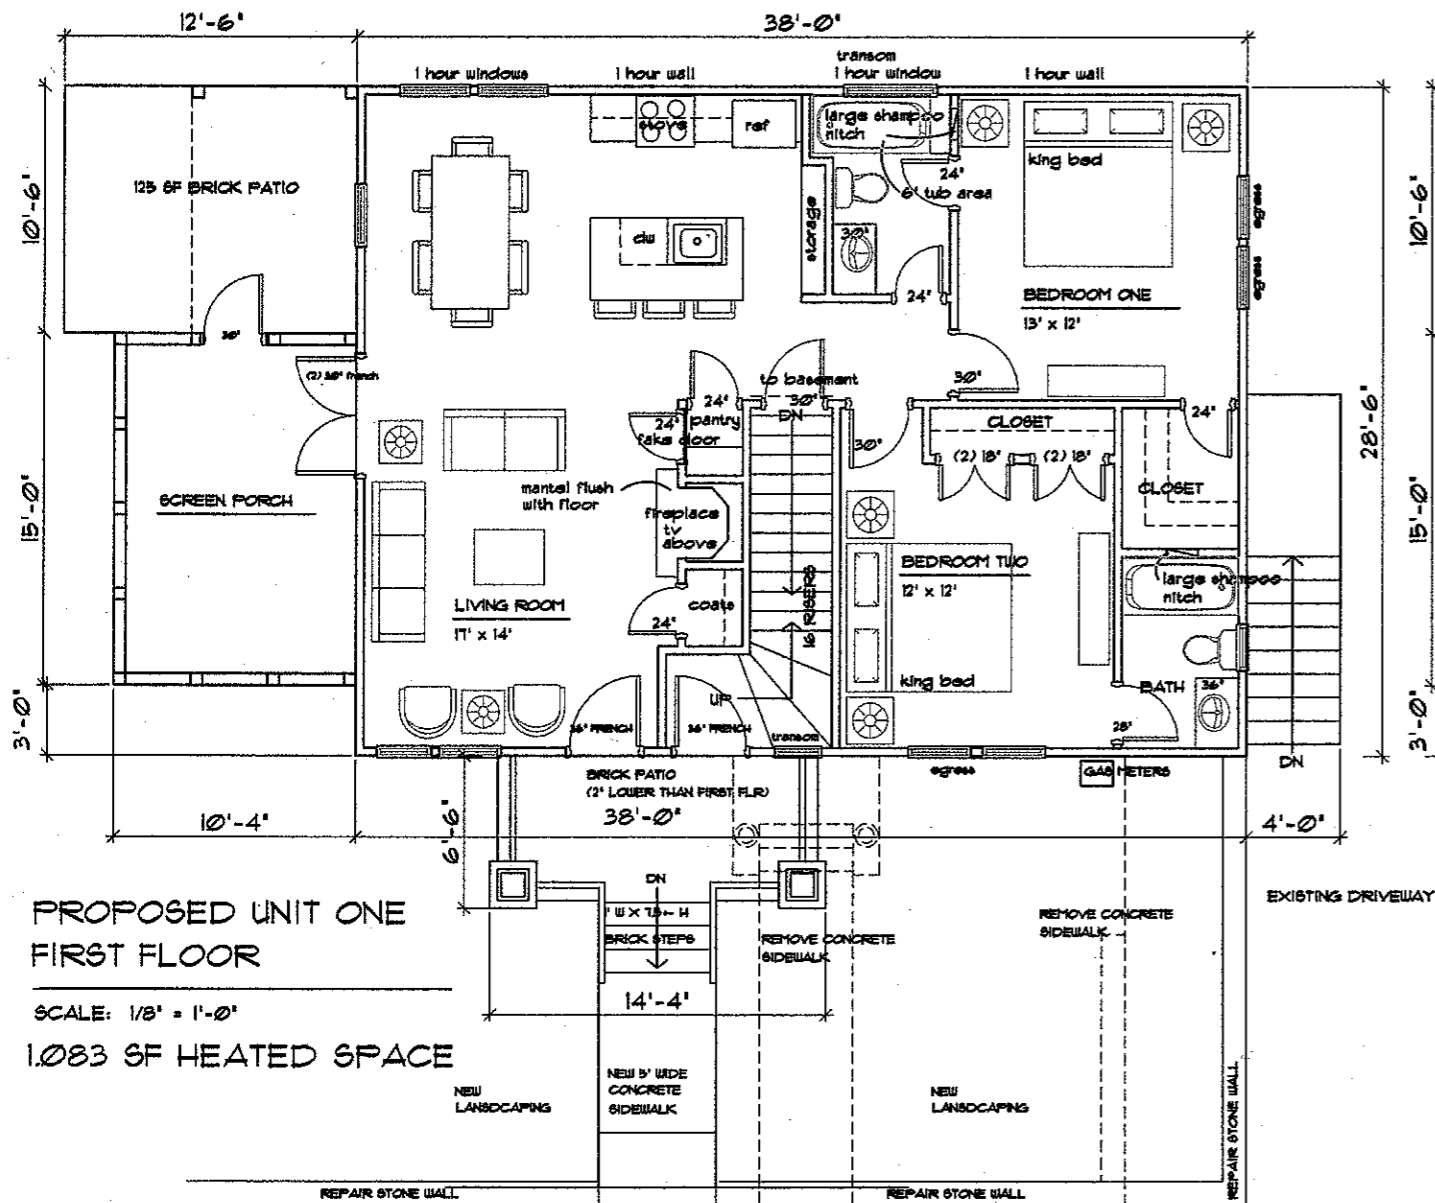 12'-6"
38'-0"
transom
1 hour windows
1 hour wall
1 hour window
1 hour wall
stove
ref
large shampoo
nitch
king bed
24"
6' tub area
125 SF BRICK PATIO
10'-6"
10'-6"
storage
egress
dw
30"
egress
24"
BEDROOM ONE
13' x 12'
30"
(2) 30" french
to basement
30"
30"
24"
pantry
DN
24"
fake door
CLOSET
24"
30"
(2) 18"
(2) 18"
28'-6"
mantel flush
with floor
CLOSET
SCREEN PORCH
15'-0"
15'-0"
fireplace
tv
above
BEDROOM TWO
12' x 12'
large shampoo
nitch
16 RISERS
LIVING ROOM
17' x 14'
coats
24"
king bed
UP
BATH
36"
3'-0"
3'-0"
36" FRENCH
36" FRENCH
transom
28"
DN
BRICK PATIO
(2" LOWER THAN FIRST FLR)
egress
GAS METERS
10'-4"
38'-0"
4'-0"
6'-6"
DN
EXISTING DRIVEWAY
PROPOSED UNIT ONE
FIRST FLOOR
BRICK STEPS
REMOVE CONCRETE
SIDEWALK
REMOVE CONCRETE
SIDEWALK
14'-4"
SCALE: 1/8" = 1'-0"
1,083 SF HEATED SPACE
NEW
LANSDCAPING
NEW 5' WIDE
CONCRETE
SIDEWALK
NEW
LANSDCAPING
REPAIR STONE WALL
REPAIR STONE WALL
REPAIR STONE WALL